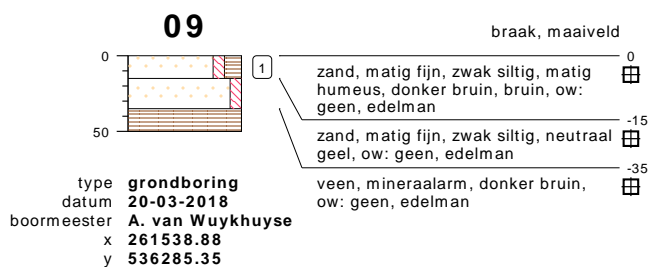 09
braak, maaiveld
0
0
1
zand, matig fijn, zwak siltig, matig
humeus, donker bruin, bruin, ow:
geen, edelman
-15
zand, matig fijn, zwak siltig, neutraal
geel, ow: geen, edelman
-35
50
veen, mineraalarm, donker bruin,
ow: geen, edelman
type grondboring
datum 20-03-2018
boormeester A. van Wuykhuyse
x 261538.88
y 536285.35